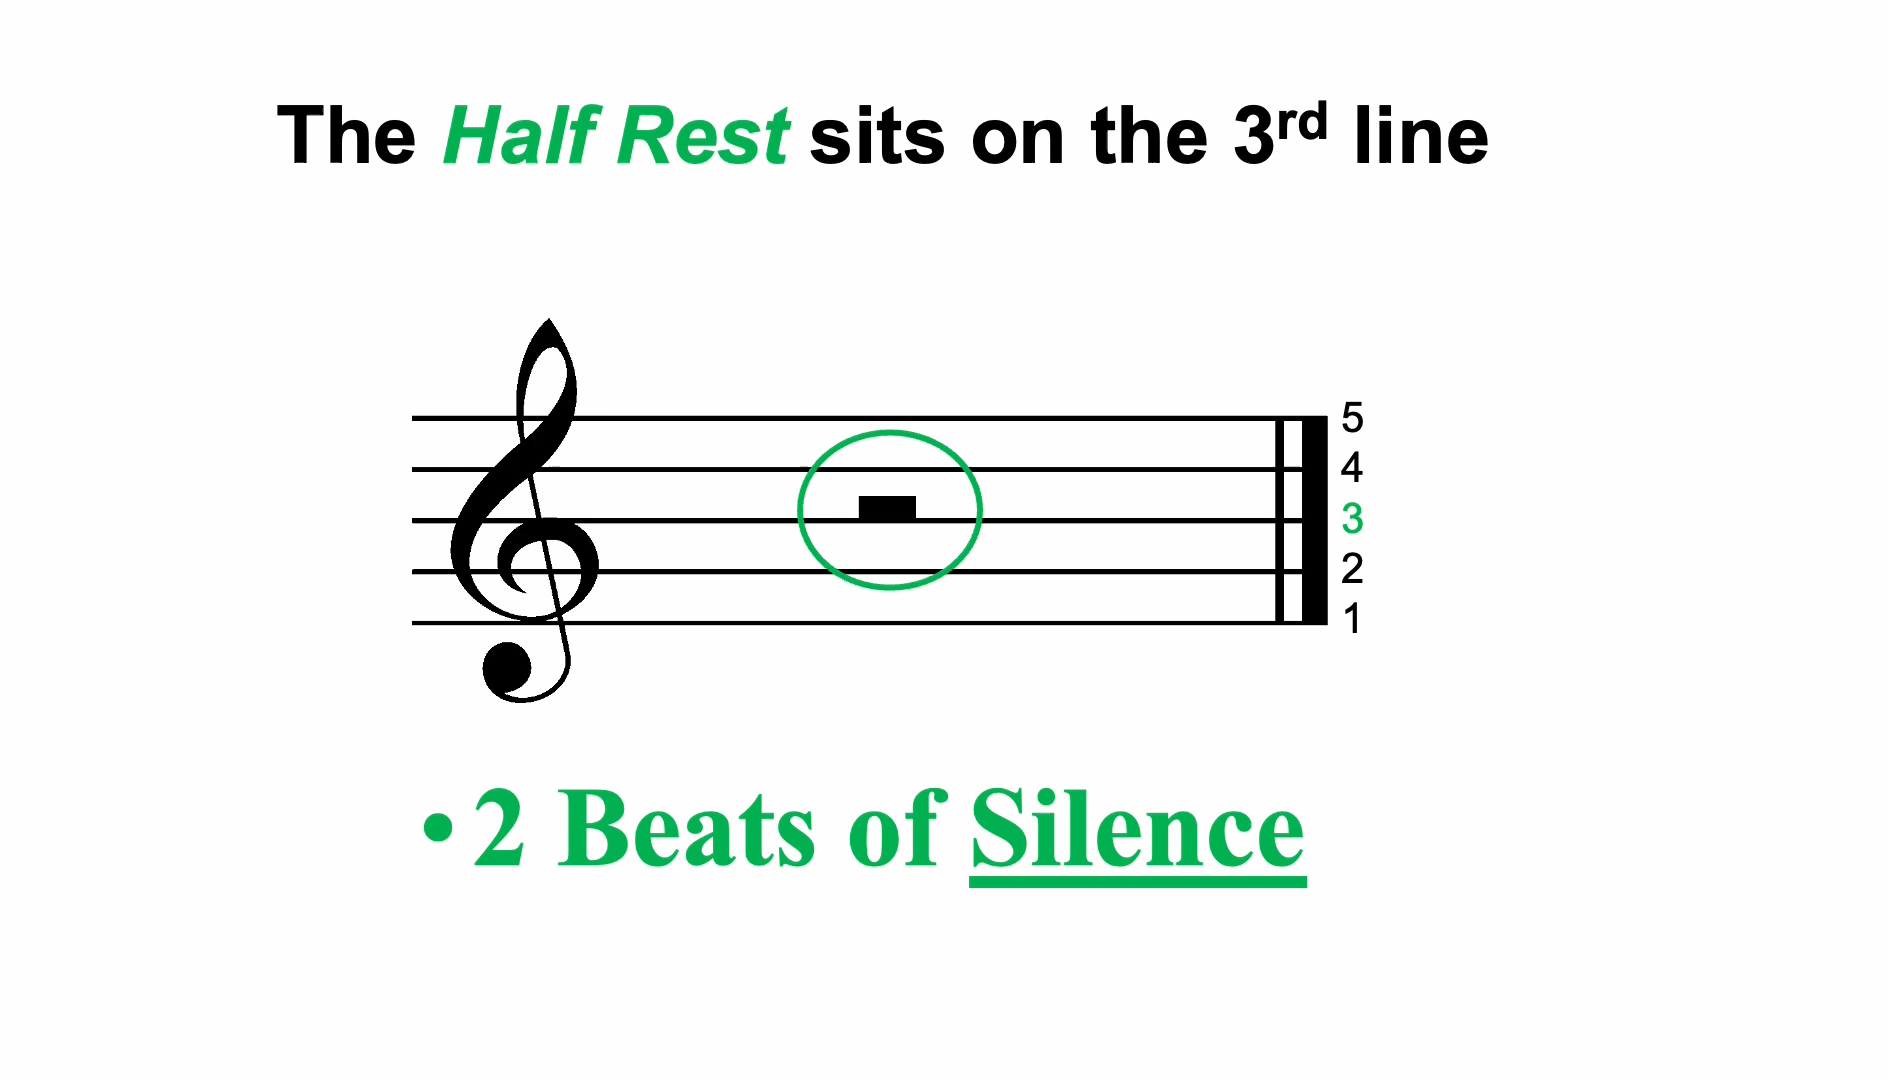 The Half Rest sits on the 3rd line
5
4
3
2
1
• 2 Beats of Silence